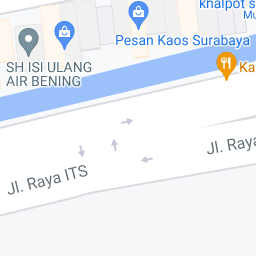 knalpot s
Pesan Kaos Surabaya
SH ISI ULANG
AIR BENING
Ka
Jl. Raya
Jl. Raya ITS